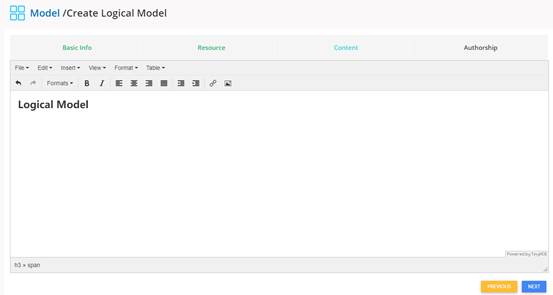 Model /Create Logical Model
Basic Info Resource Content Authorship
File Edit Insert View Format Table
Formats B I
Logical Model
Powered by TinyMCE
h3 » span
PREVIOUS NEXT